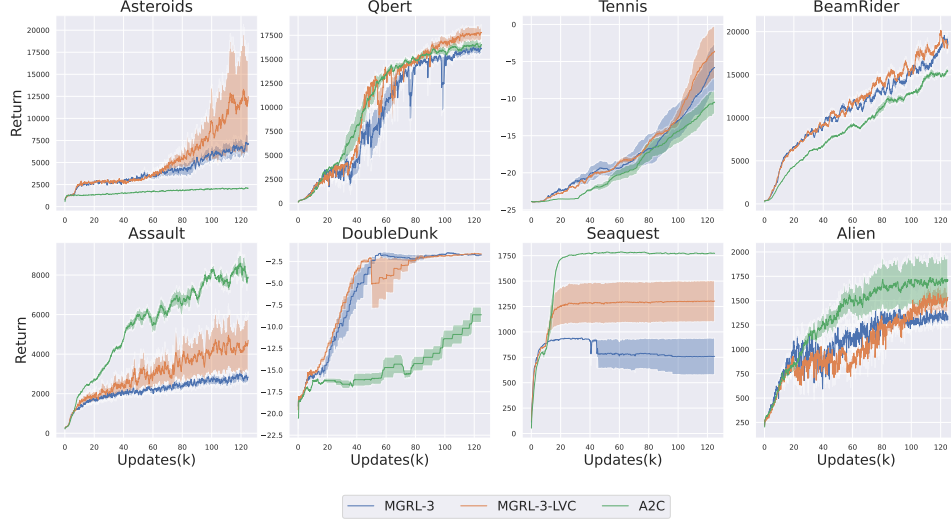 Asteroids
Qbert
Tennis
BeamRider
Return
20000
17500
15000
12500
10000
7500
5000
2500
0
0 20 40 60 80 100 120
17500
15000
12500
10000
7500
5000
2500
0
0 20 40 60 80 100 120
0
−5
−10
−15
−20
−25
0 20 40 60 80 100 120
20000
15000
10000
5000
0
0 20 40 60 80 100 120
Assault
DoubleDunk
Seaquest
Alien
Return
8000
6000
4000
2000
0
0 20 40 60 80 100 120
Updates(k)
−2.5
−5.0
−7.5
−10.0
−12.5
−15.0
−17.5
−20.0
−22.5
0 20 40 60 80 100 120
Updates(k)
1750
1500
1250
1000
750
500
250
0
0 20 40 60 80 100 120
Updates(k)
2000
1750
1500
1250
1000
750
500
250
0 20 40 60 80 100 120
Updates(k)
MGRL-3 MGRL-3-LVC A2C